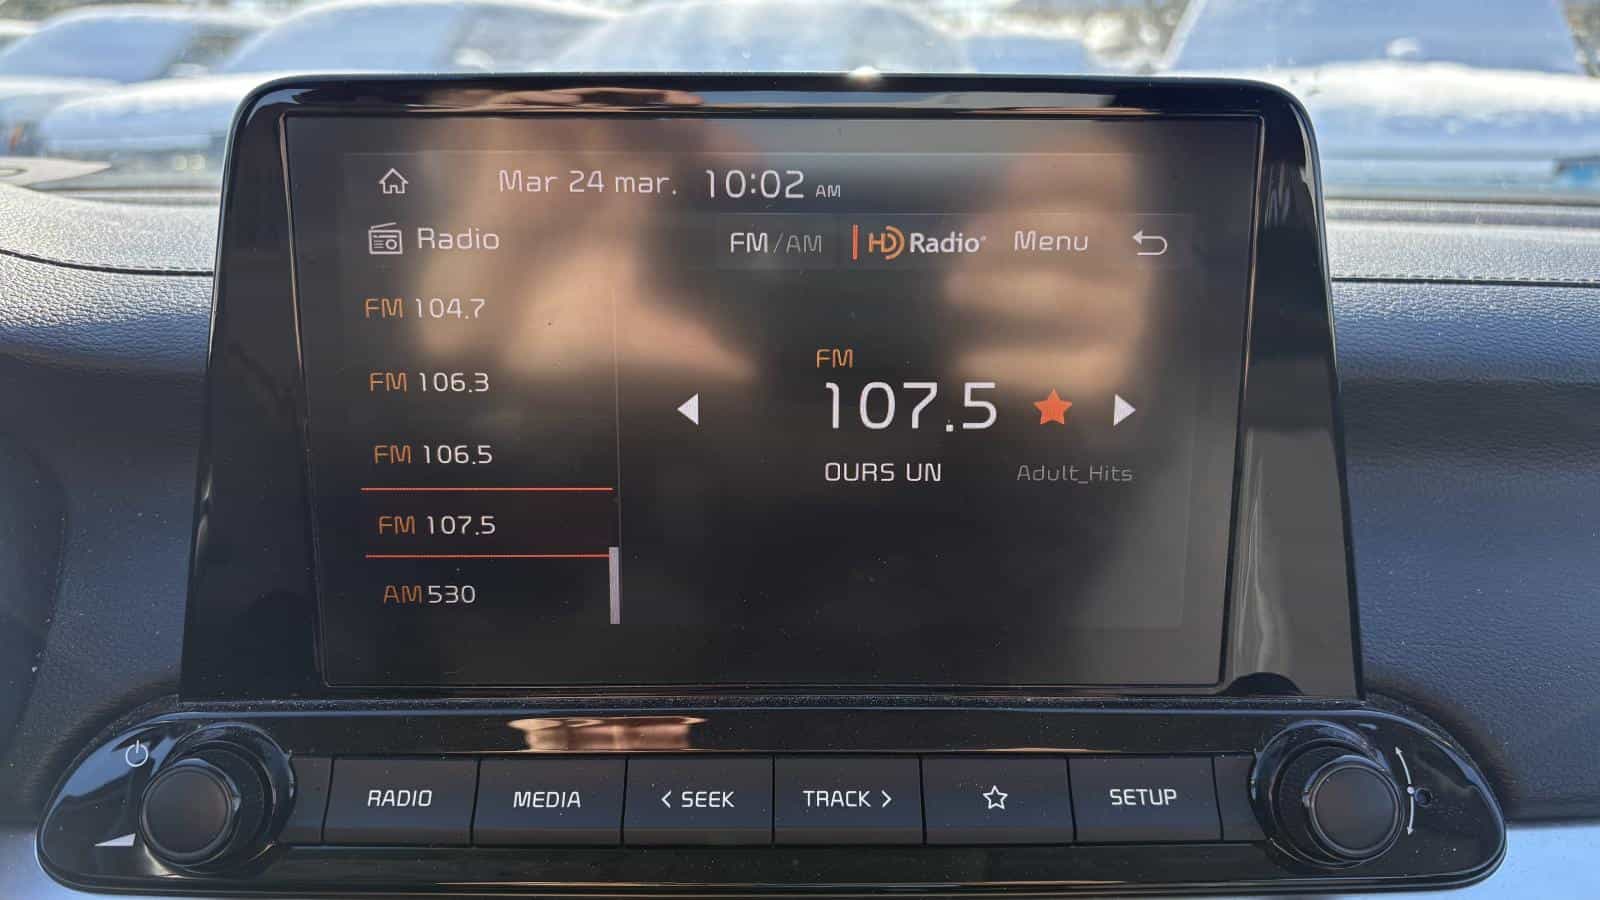 Mar 24 mar. 10:02 AM
Radio
FM/AM HD Radio® Menu
FM 104.7
FM 106.3
FM 106.5
FM 107.5
AM 530
FM
107.5
OURS UN Adult_Hits
RADIO MEDIA < SEEK TRACK > SETUP